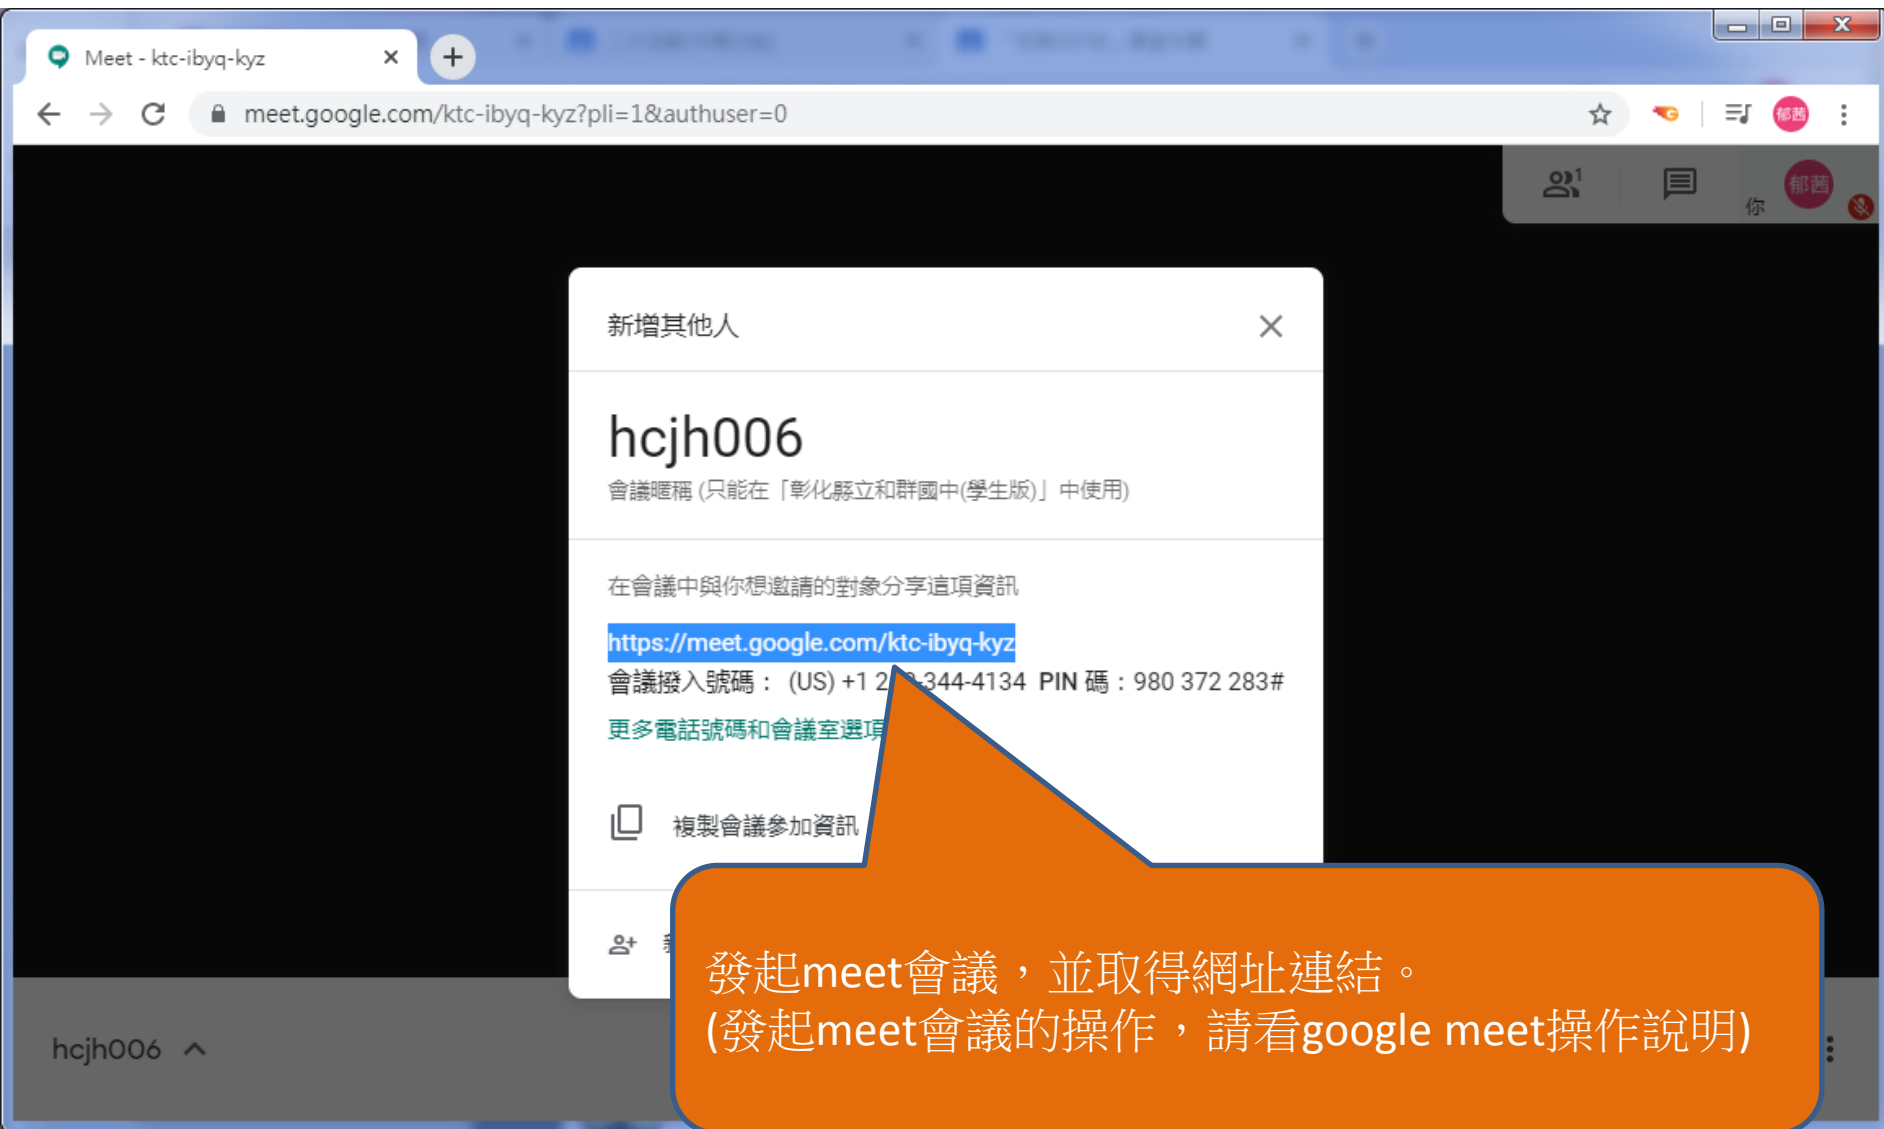 Meet - ktc-ibyq-kyz
meet.google.com/ktc-ibyq-kyz?pli=1&authuser=0
郁茜
1
你
郁茜
新增其他人
hcjh006
會議暱稱 (只能在「彰化縣立和群國中(學生版)」中使用)
在會議中與你想邀請的對象分享這項資訊
https://meet.google.com/ktc-ibyq-kyz
會議撥入號碼： (US) +1 2 344-4134 PIN 碼：980 372 283#
更多電話號碼和會議室選項
複製會議參加資訊
發起meet會議，並取得網址連結。
(發起meet會議的操作，請看google meet操作說明)
hcjh006